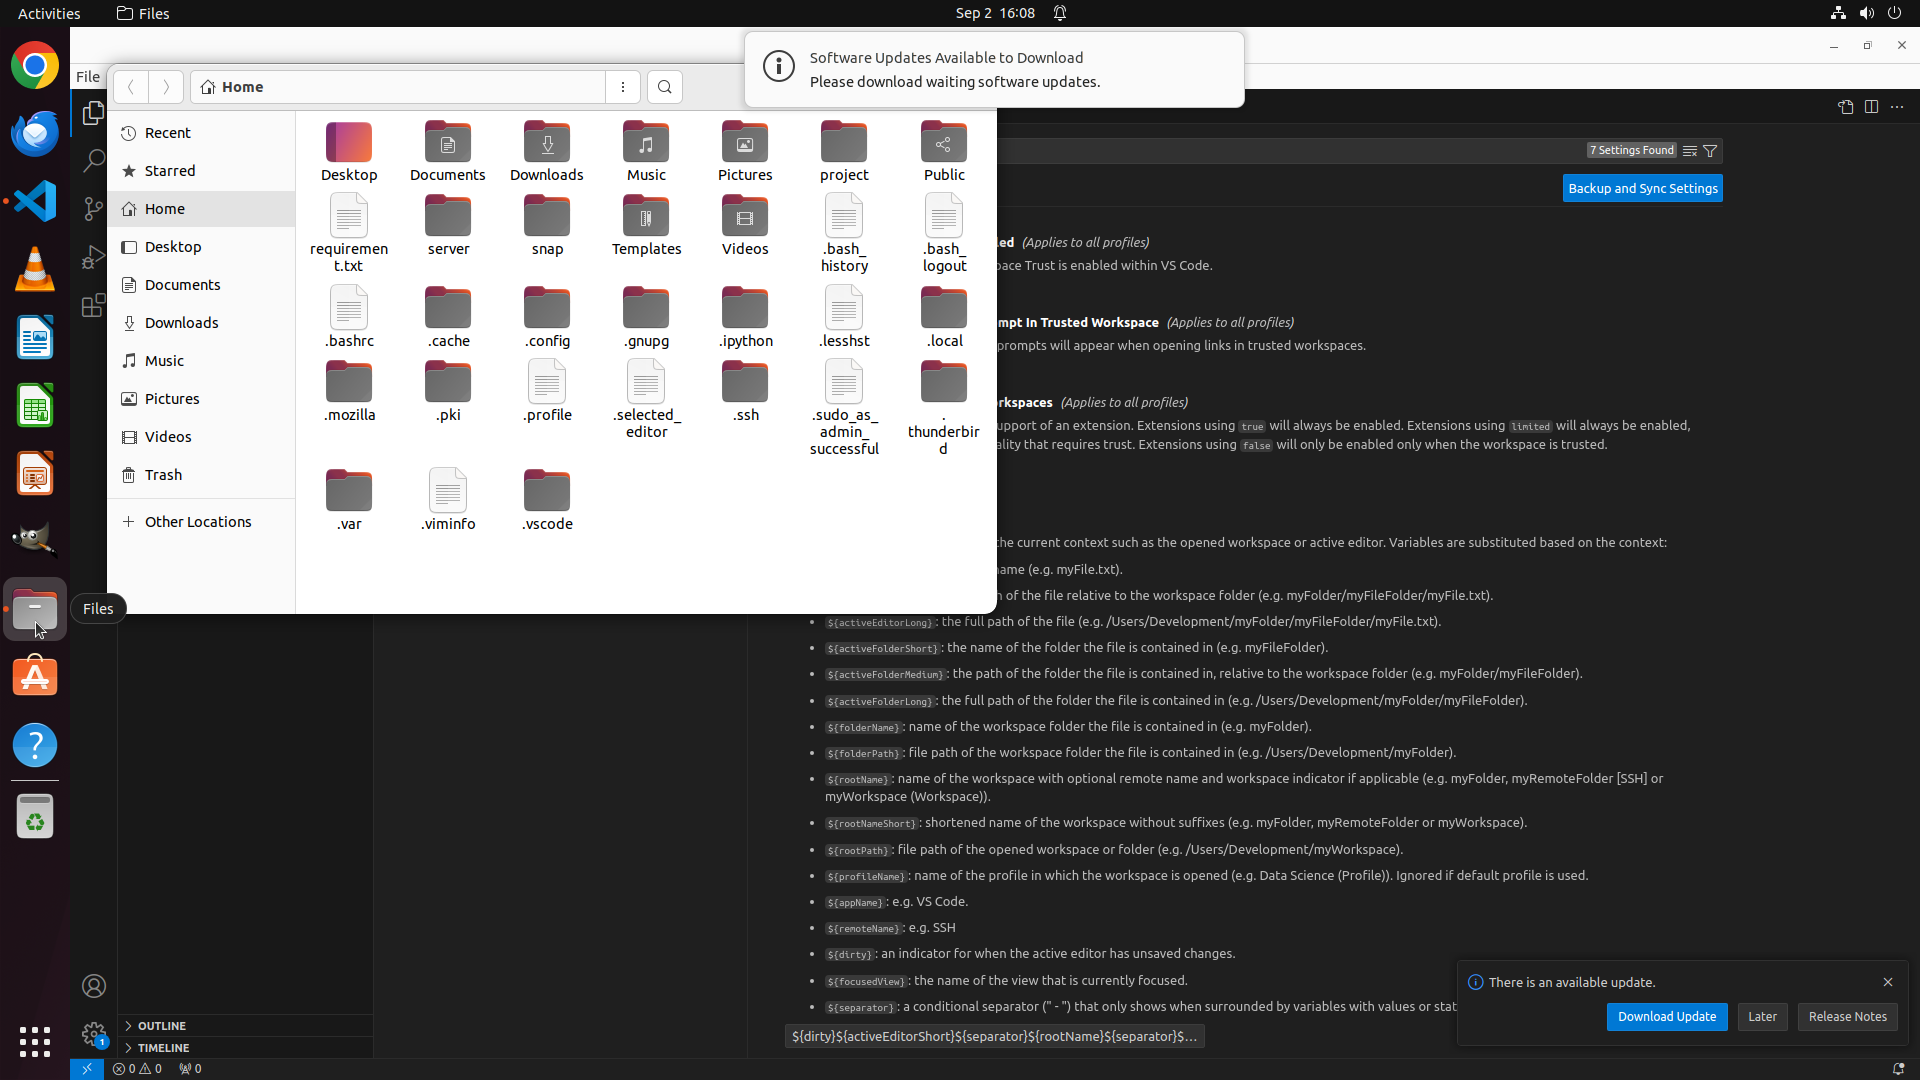 Activities
Files
Sep 2 16:08
Software Updates Available to Download
Please download waiting software updates.
File
Home
Recent
Starred
Home
Desktop
Documents
Downloads
Music
Pictures
Videos
Trash
Other Locations
Desktop
Documents
Downloads
Music
Pictures
project
Public
requiremen
t.txt
server
snap
Templates
Videos
.bash_
history
.bash_
logout
.bashrc
.cache
.config
.gnupg
.ipython
.lesshst
.local
.mozilla
.pki
.profile
.selected_
editor
.ssh
.sudo_as_
admin_
successful
.
thunderbir
d
.var
.viminfo
.vscode
Files
7 Settings Found
Backup and Sync Settings
led (Applies to all profiles)
pace Trust is enabled within VS Code.
mpt In Trusted Workspace (Applies to all profiles)
prompts will appear when opening links in trusted workspaces.
rkspaces (Applies to all profiles)
upport of an extension. Extensions using true will always be enabled. Extensions using limited will always be enabled,
ality that requires trust. Extensions using false will only be enabled only when the workspace is trusted.
the current context such as the opened workspace or active editor. Variables are substituted based on the context:
name (e.g. myFile.txt).
h of the file relative to the workspace folder (e.g. myFolder/myFileFolder/myFile.txt).
${activeEditorLong}: the full path of the file (e.g. /Users/Development/myFolder/myFileFolder/myFile.txt).
${activeFolderShort}: the name of the folder the file is contained in (e.g. myFileFolder).
${activeFolderMedium}: the path of the folder the file is contained in, relative to the workspace folder (e.g. myFolder/myFileFolder).
${activeFolderLong}: the full path of the folder the file is contained in (e.g. /Users/Development/myFolder/myFileFolder).
${folderName}: name of the workspace folder the file is contained in (e.g. myFolder).
${folderPath}: file path of the workspace folder the file is contained in (e.g. /Users/Development/myFolder).
${rootName}: name of the workspace with optional remote name and workspace indicator if applicable (e.g. myFolder, myRemoteFolder [SSH] or
myWorkspace (Workspace)).
${rootNameShort}: shortened name of the workspace without suffixes (e.g. myFolder, myRemoteFolder or myWorkspace).
${rootPath}: file path of the opened workspace or folder (e.g. /Users/Development/myWorkspace).
${profileName}: name of the profile in which the workspace is opened (e.g. Data Science (Profile)). Ignored if default profile is used.
${appName}: e.g. VS Code.
${remoteName}: e.g. SSH
${dirty}: an indicator for when the active editor has unsaved changes.
${focusedView}: the name of the view that is currently focused.
${separator}: a conditional separator (" - ") that only shows when surrounded by variables with values or stat
${dirty}${activeEditorShort}${separator}${rootName}${separator}$...
There is an available update.
Download Update
Later
Release Notes
OUTLINE
TIMELINE
1
0 0 0